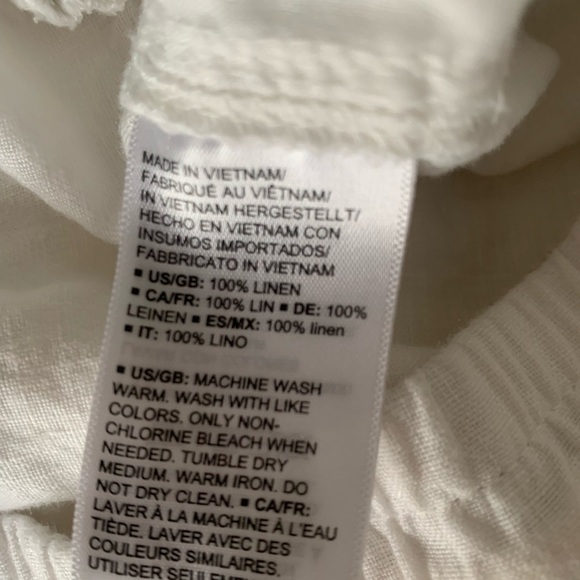 MADE IN VIETNAM/
FABRIQUÉ AU VIÊTNAM/
IN VIETNAM HERGESTELLT/
HECHO EN VIETNAM CON
INSUMOS IMPORTADOS/
FABBRICATO IN VIETNAM
▪ US/GB: 100% LINEN
▪ CA/FR: 100% LIN ▪ DE: 100%
LEINEN ▪ ES/MX: 100% linen
▪ IT: 100% LINO
▪ US/GB: MACHINE WASH
WARM. WASH WITH LIKE
COLORS. ONLY NON-
CHLORINE BLEACH WHEN
NEEDED. TUMBLE DRY
MEDIUM. WARM IRON. DO
NOT DRY CLEAN. ▪ CA/FR:
LAVER À LA MACHINE À L'EAU
TIÈDE. LAVER AVEC DES
COULEURS SIMILAIRES.
UTILISER